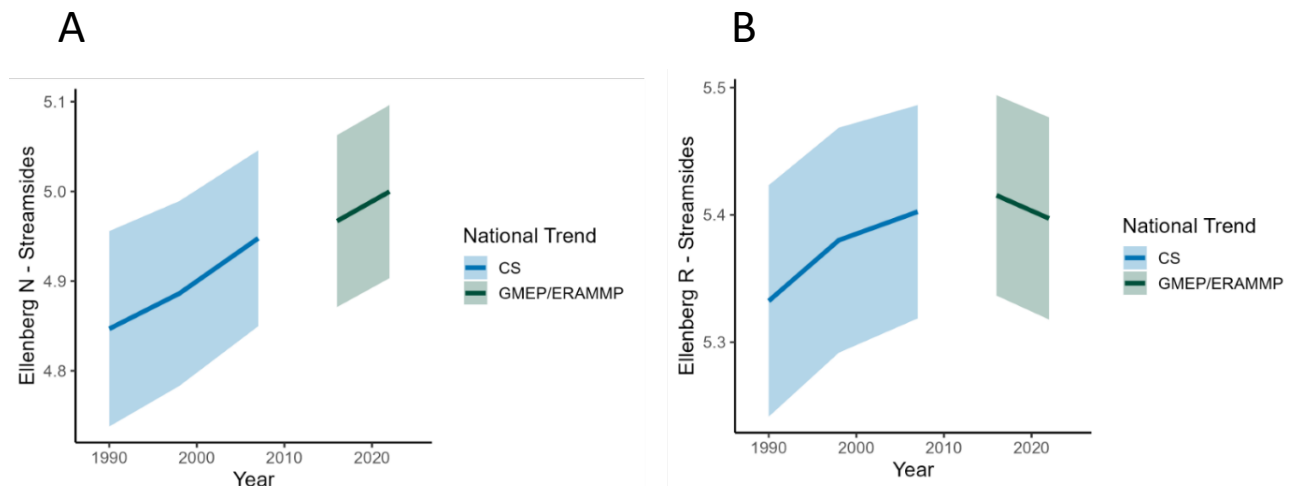 A
B
Ellenberg N - Streamsides
5.1
5.0
4.9
4.8
1990 2000 2010 2020
Year
National Trend
CS
GMEP/ERAMMP
Ellenberg R - Streamsides
5.5
5.4
5.3
1990 2000 2010 2020
Year
National Trend
CS
GMEP/ERAMMP